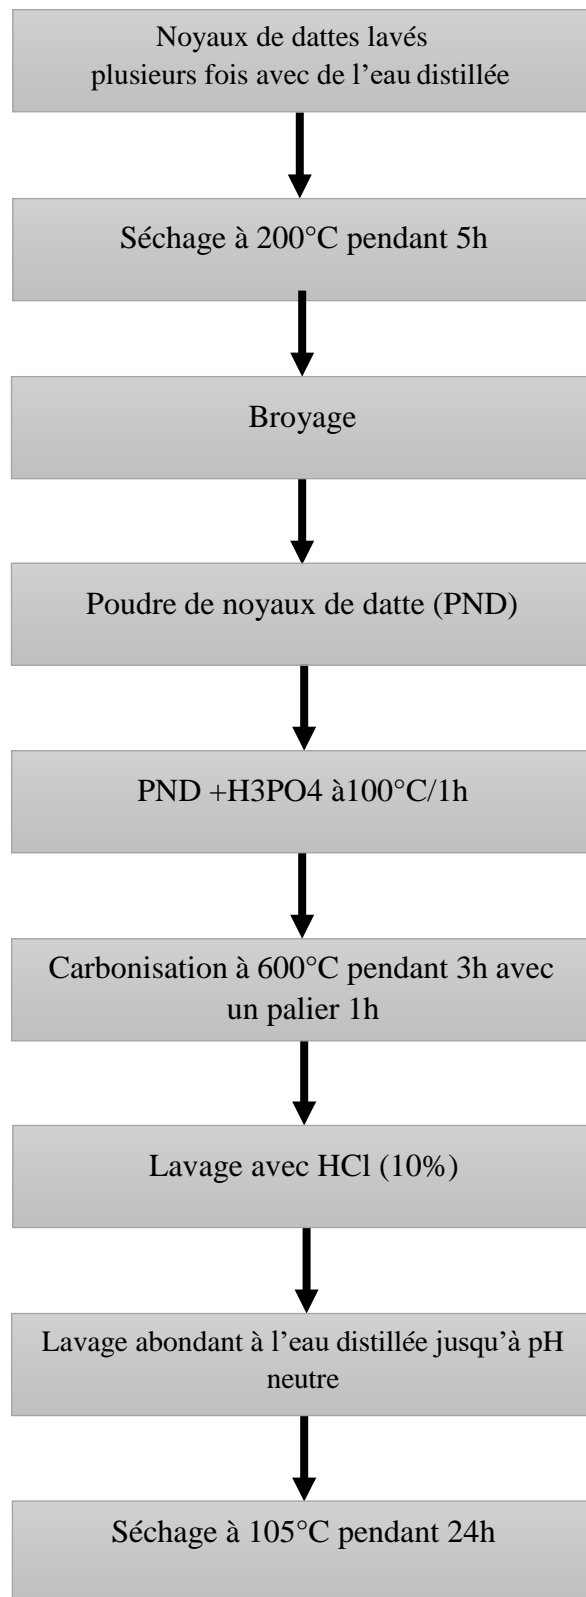 Noyaux de dattes lavés
plusieurs fois avec de l’eau distillée
Séchage à 200°C pendant 5h
Broyage
Poudre de noyaux de datte (PND)
PND +H3PO4 à100°C/1h
Carbonisation à 600°C pendant 3h avec
un palier 1h
Lavage avec HCl (10%)
Lavage abondant à l’eau distillée jusqu’à pH
neutre
Séchage à 105°C pendant 24h